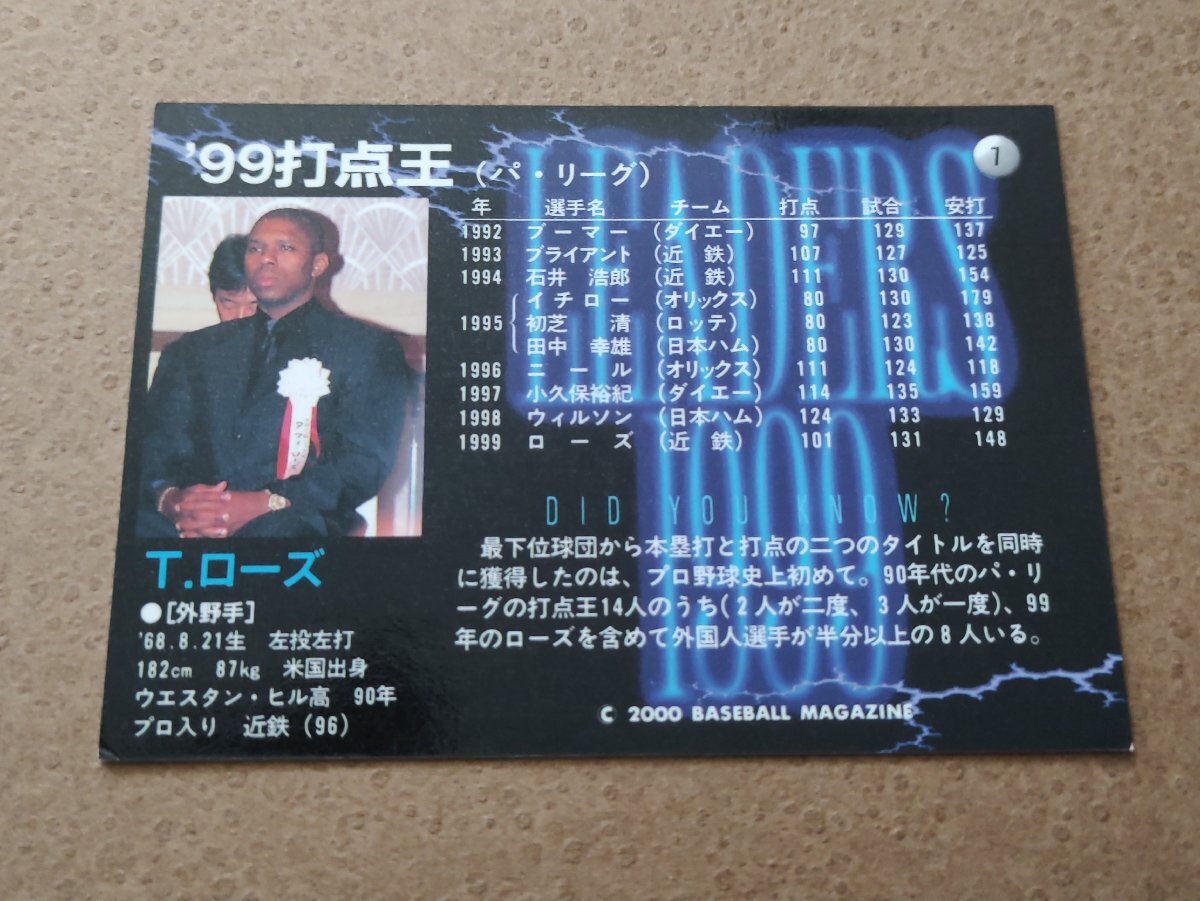 '99打点王（パ・リーグ）
7
LEADERS
1999
年 選手名 チーム 打点 試合 安打
1992 ブーマー （ダイエー） 97 129 137
1993 ブライアント （近 鉄） 107 127 125
1994 石井 浩郎 （近 鉄） 111 130 154
イチロー （オリックス） 80 130 179
1995 { 初芝 清 （ロッテ） 80 123 138
田中 幸雄 （日本ハム） 80 130 142
1996 ニール （オリックス） 111 124 118
1997 小久保裕紀 （ダイエー） 114 135 159
1998 ウィルソン （日本ハム） 124 133 129
1999 ローズ （近 鉄） 101 131 148
T.ローズ
●［外野手］
'68.8.21生 左投左打
182cm 87kg 米国出身
ウエスタン・ヒル高 90年
プロ入り 近鉄（96）
DID YOU KNOW?
最下位球団から本塁打と打点の二つのタイトルを同時
に獲得したのは、プロ野球史上初めて。90年代のパ・リ
ーグの打点王14人のうち（2人が二度、3人が一度）、99
年のローズを含めて外国人選手が半分以上の8人いる。
© 2000 BASEBALL MAGAZINE